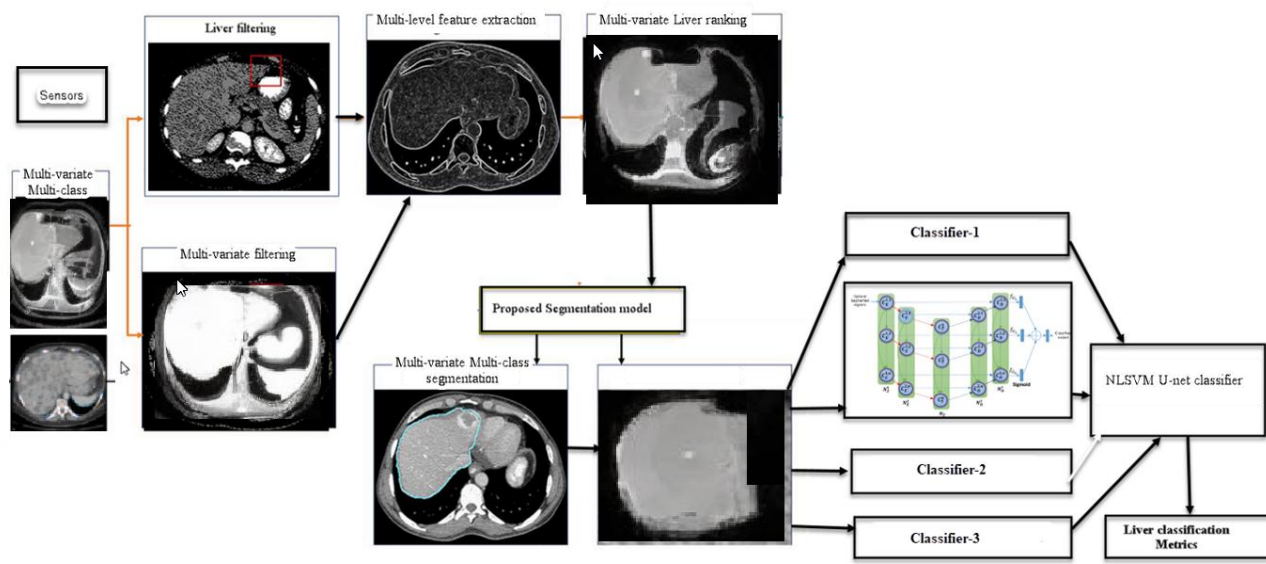 Liver filtering
Multi-level feature extraction
Multi-variate Liver ranking
Sensors
Multi-variate
Multi-class
Multi-variate filtering
Proposed Segmentation model
Multi-variate Multi-class
segmentation
Classifier-1
Sigmoid
NLSVM U-net classifier
Classifier-2
Classifier-3
Liver classification
Metrics